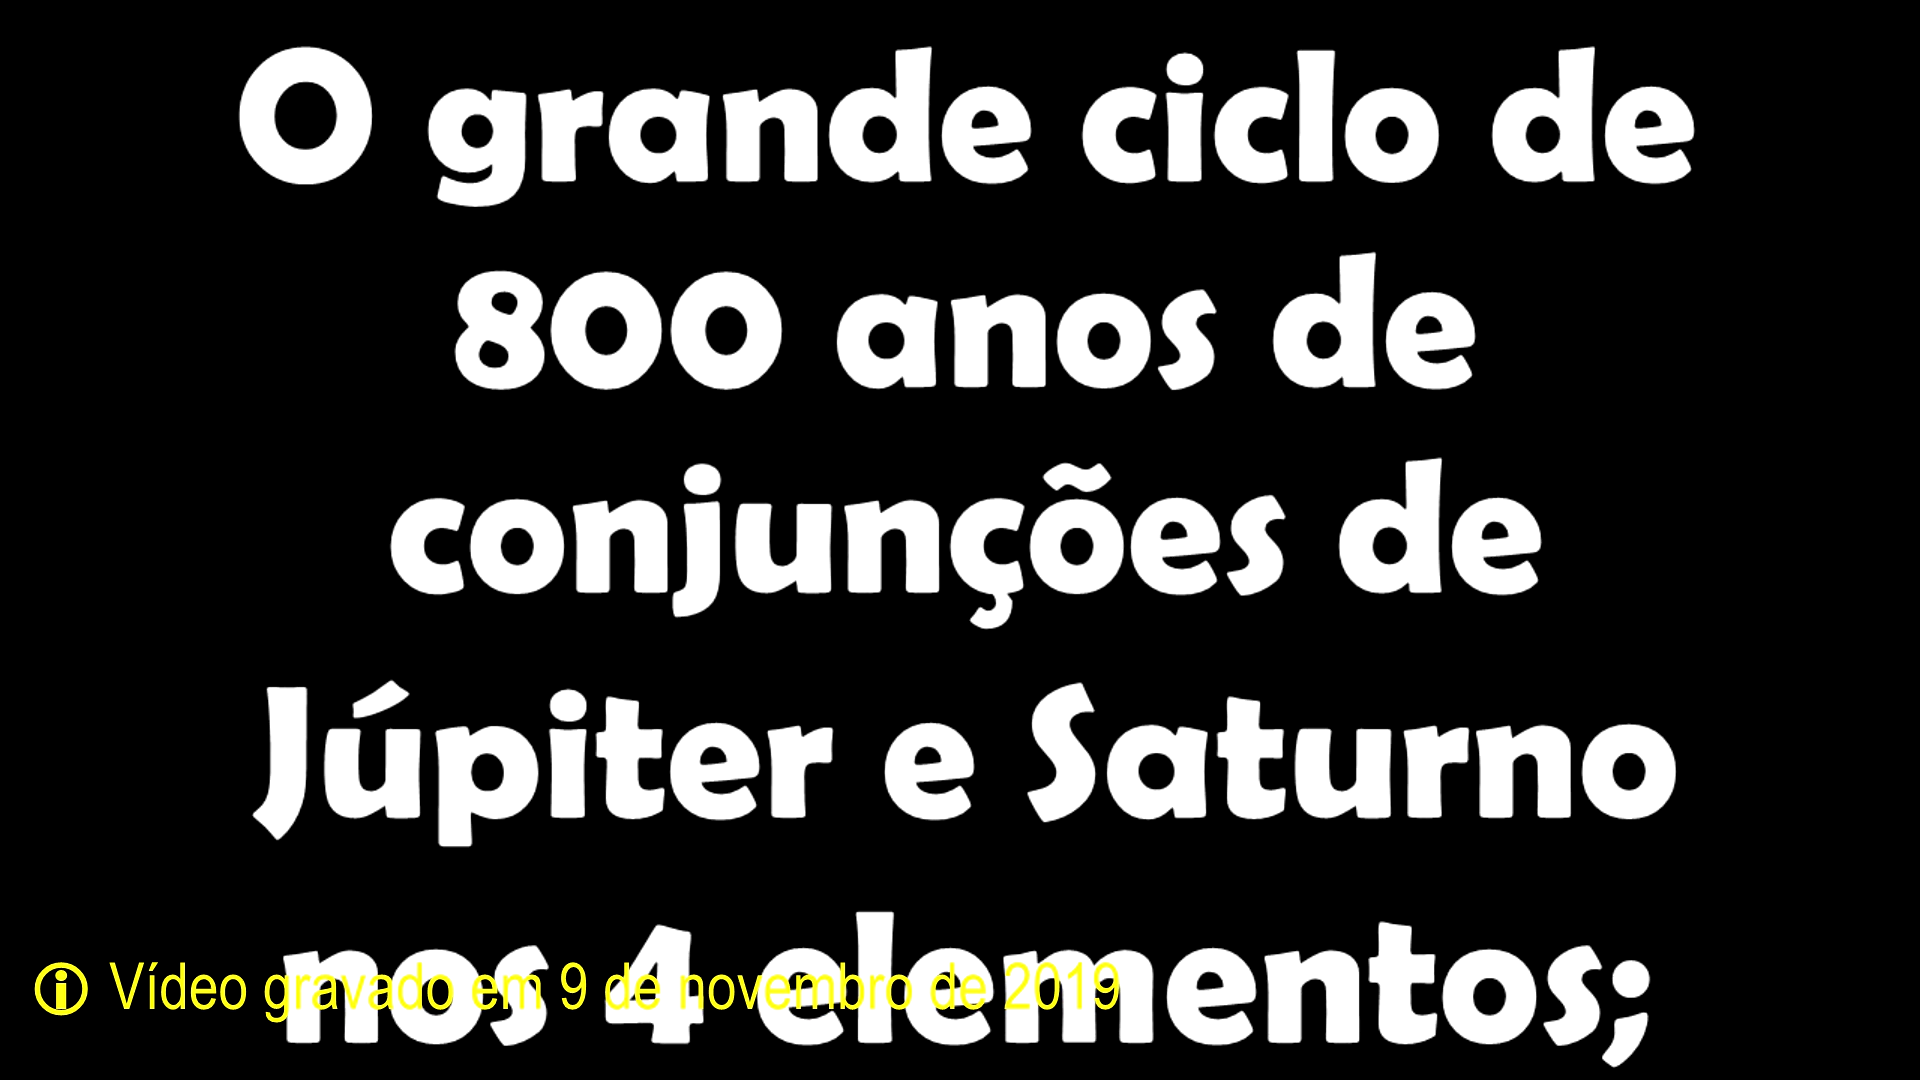 O grande ciclo de
800 anos de
conjunções de
Júpiter e Saturno
nos 4 elementos;
Vídeo gravado em 9 de novembro de 2019